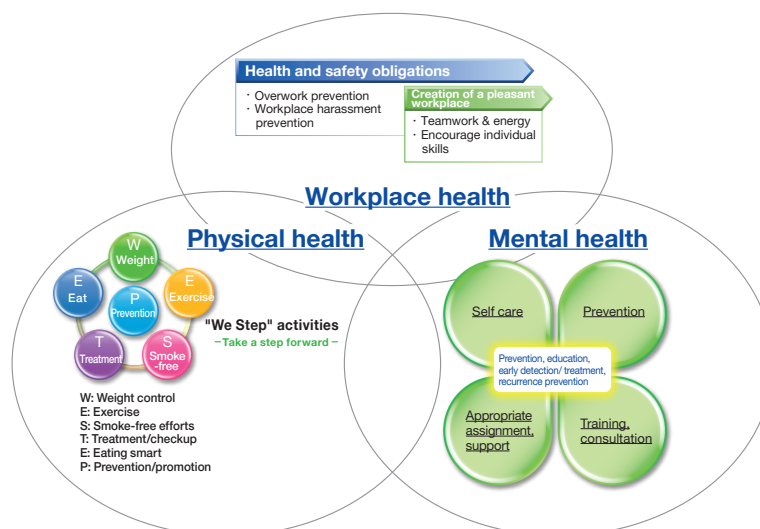 Health and safety obligations
・Overwork prevention
・Workplace harassment
prevention
Creation of a pleasant
workplace
・Teamwork & energy
・Encourage individual
skills
Workplace health
Physical health
W
Weight
E
Exercise
S
Smoke
-free
T
Treatment
E
Eat
P
Prevention
"We Step" activities
–Take a step forward–
W: Weight control
E: Exercise
S: Smoke-free efforts
T: Treatment/checkup
E: Eating smart
P: Prevention/promotion
Mental health
Self care
Prevention
Prevention, education,
early detection/ treatment,
recurrence prevention
Appropriate
assignment,
support
Training,
consultation